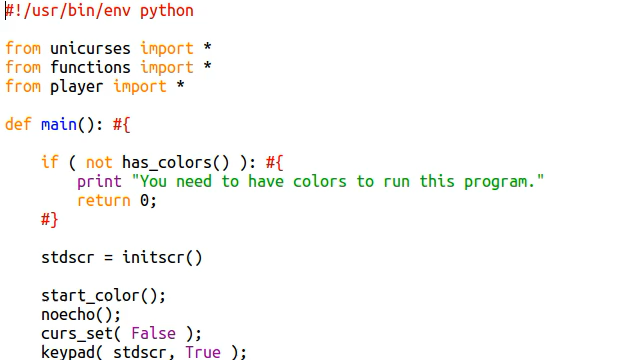 #!/usr/bin/env python
from unicurses import *
from functions import *
from player import *
def main(): #{
if ( not has_colors() ): #{
print "You need to have colors to run this program."
return 0;
#}
stdscr = initscr()
start_color();
noecho();
curs_set( False );
keypad( stdscr, True );